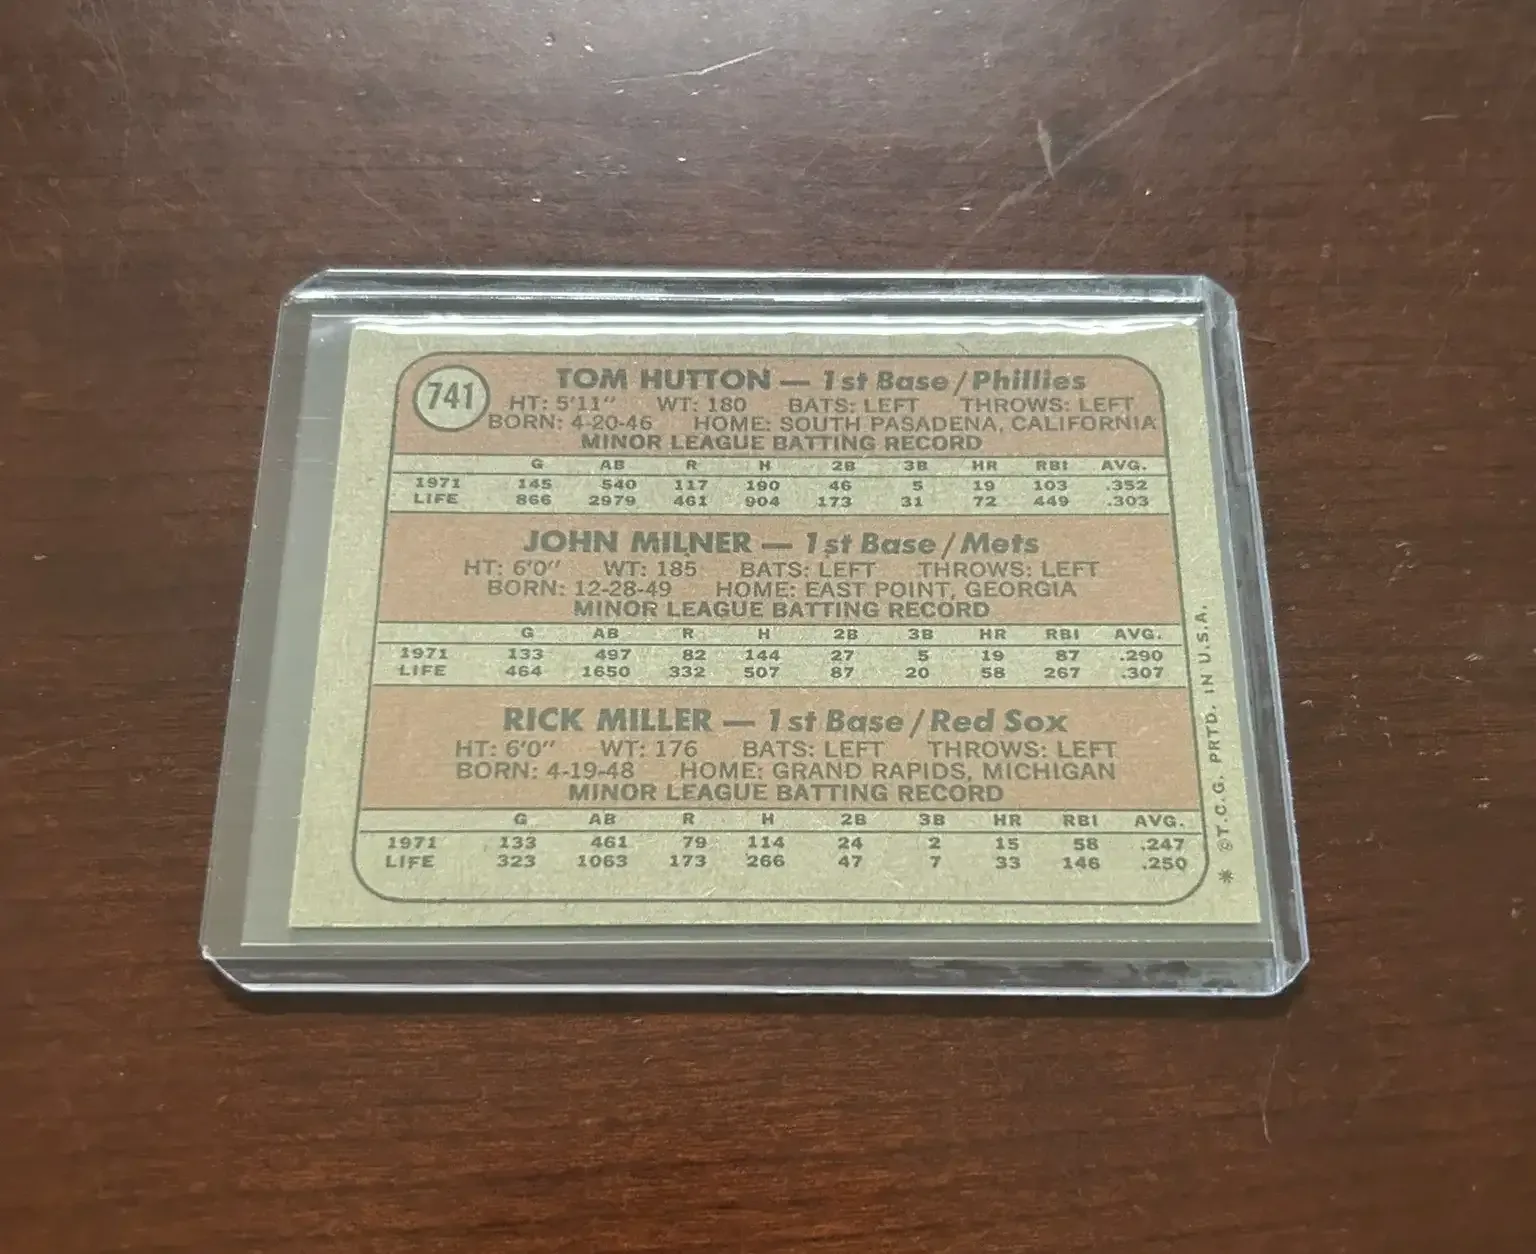 741
TOM HUTTON — 1st Base/Phillies
HT: 5'11" WT: 180 BATS: LEFT THROWS: LEFT
BORN: 4-20-46 HOME: SOUTH PASADENA, CALIFORNIA
MINOR LEAGUE BATTING RECORD
G AB R H 2B 3B HR RBI AVG.
1971 145 540 117 190 46 5 19 103 .352
LIFE 866 2979 461 904 173 31 72 449 .303
JOHN MILNER — 1st Base/Mets
HT: 6'0" WT: 185 BATS: LEFT THROWS: LEFT
BORN: 12-28-49 HOME: EAST POINT, GEORGIA
MINOR LEAGUE BATTING RECORD
G AB R H 2B 3B HR RBI AVG.
1971 133 497 82 144 27 5 19 87 .290
LIFE 464 1650 332 507 87 20 58 267 .307
RICK MILLER — 1st Base/Red Sox
HT: 6'0" WT: 176 BATS: LEFT THROWS: LEFT
BORN: 4-19-48 HOME: GRAND RAPIDS, MICHIGAN
MINOR LEAGUE BATTING RECORD
G AB R H 2B 3B HR RBI AVG.
1971 133 461 79 114 24 2 15 58 .247
LIFE 323 1063 173 266 47 7 33 146 .250
* ©T.C.G. PRTD. IN U.S.A.